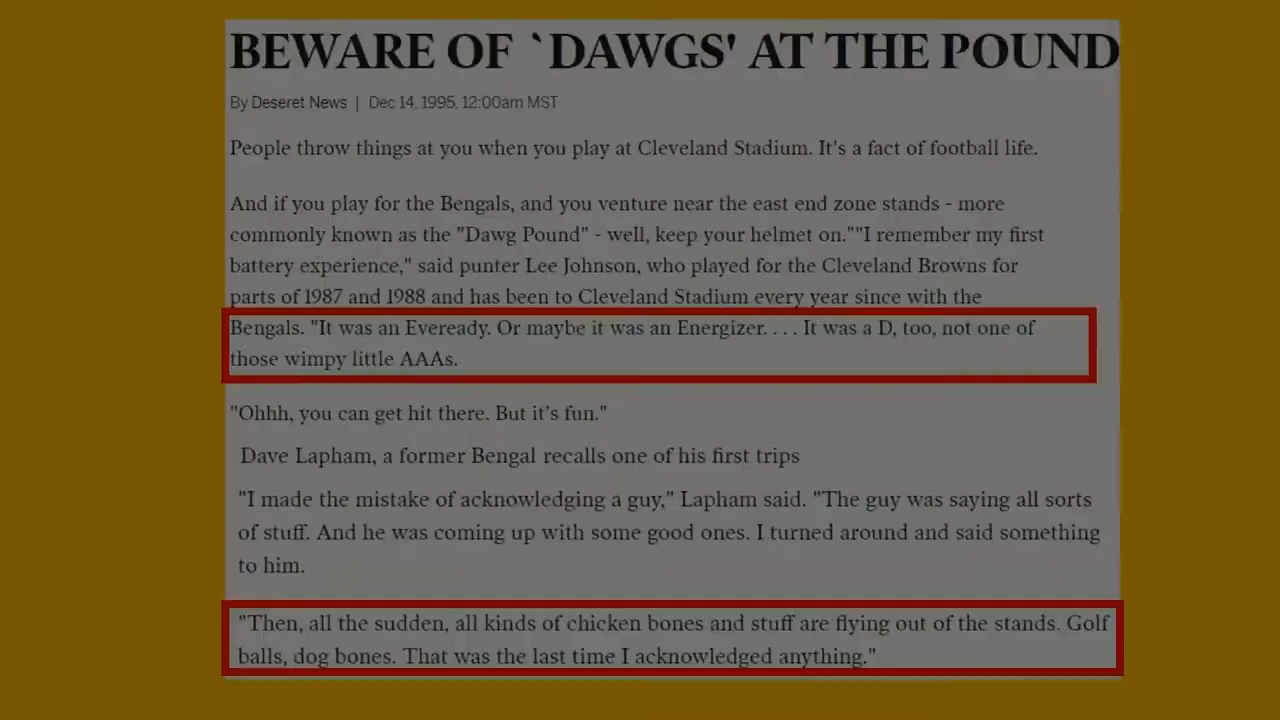 BEWARE OF `DAWGS' AT THE POUND
By Deseret News | Dec 14, 1995, 12:00am MST
People throw things at you when you play at Cleveland Stadium. It's a fact of football life.
And if you play for the Bengals, and you venture near the east end zone stands - more
commonly known as the "Dawg Pound" - well, keep your helmet on.""I remember my first
battery experience," said punter Lee Johnson, who played for the Cleveland Browns for
parts of 1987 and 1988 and has been to Cleveland Stadium every year since with the
Bengals. "It was an Eveready. Or maybe it was an Energizer. . . . It was a D, too, not one of
those wimpy little AAAs.
"Ohhh, you can get hit there. But it's fun."
Dave Lapham, a former Bengal recalls one of his first trips
"I made the mistake of acknowledging a guy," Lapham said. "The guy was saying all sorts
of stuff. And he was coming up with some good ones. I turned around and said something
to him.
"Then, all the sudden, all kinds of chicken bones and stuff are flying out of the stands. Golf
balls, dog bones. That was the last time I acknowledged anything."